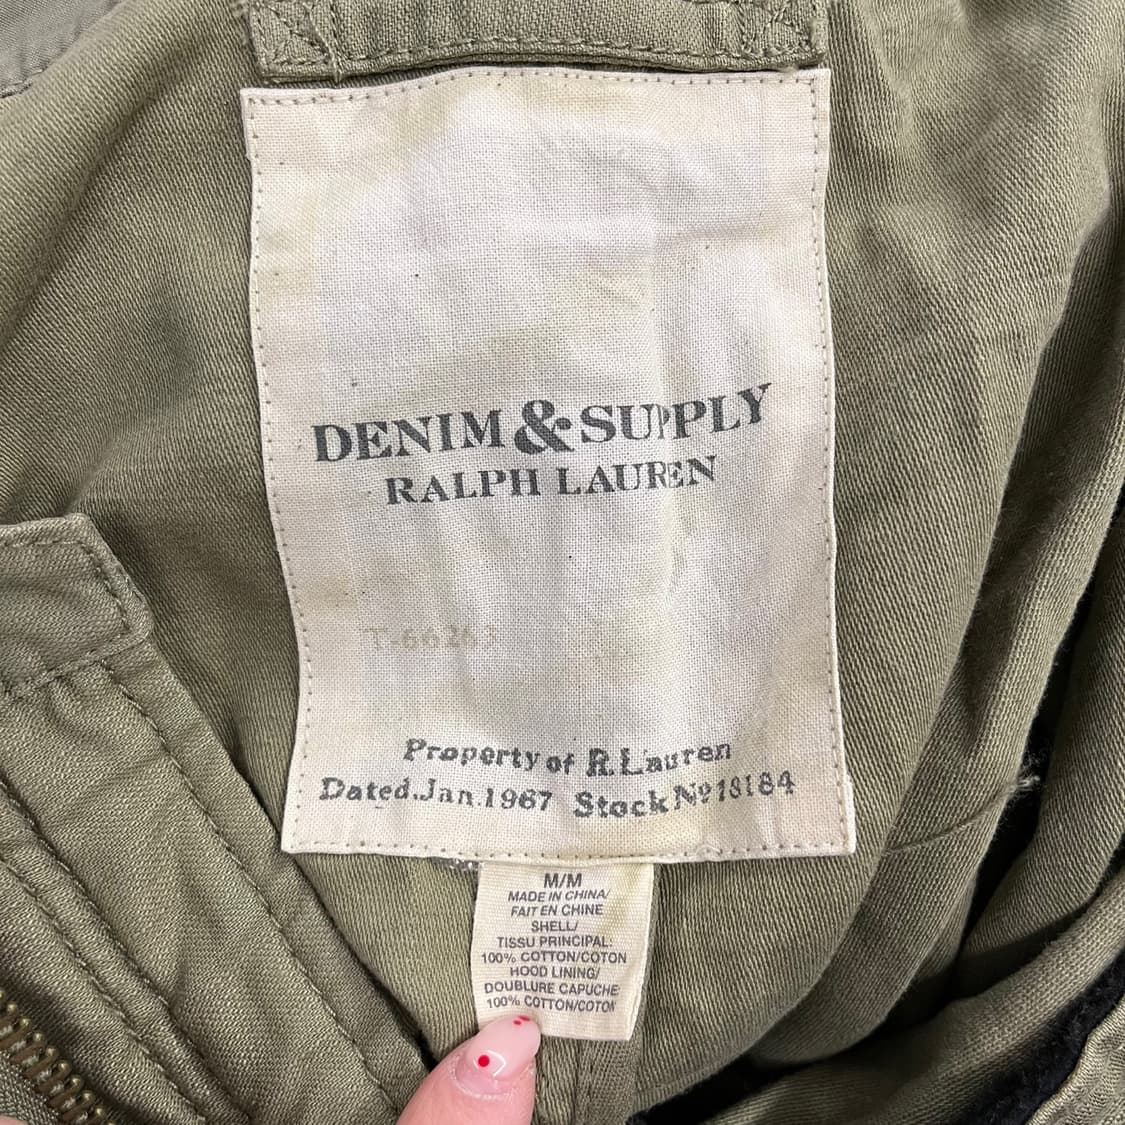 DENIM & SUPPLY
RALPH LAUREN
T-66263
Property of R. Lauren
Dated.Jan.1967 Stock Nº 18184
M/M
MADE IN CHINA/
FAIT EN CHINE
SHELL/
TISSU PRINCIPAL:
100% COTTON/COTON
HOOD LINING/
DOUBLURE CAPUCHE
100% COTTON/COTON